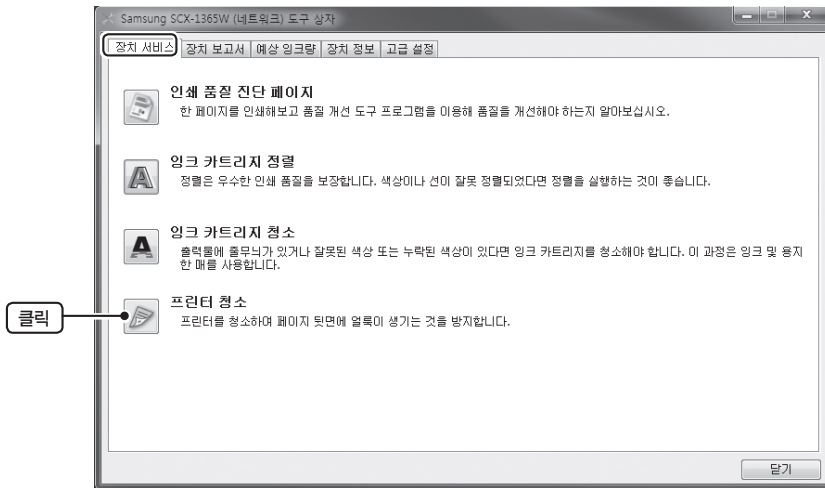 Samsung SCX-1365W (네트워크) 도구 상자
장치 서비스 장치 보고서 예상 잉크량 장치 정보 고급 설정
인쇄 품질 진단 페이지
한 페이지를 인쇄해보고 품질 개선 도구 프로그램을 이용해 품질을 개선해야 하는지 알아보십시오.
잉크 카트리지 정렬
정렬은 우수한 인쇄 품질을 보장합니다. 색상이나 선이 잘못 정렬되었다면 정렬을 실행하는 것이 좋습니다.
잉크 카트리지 청소
출력물에 줄무늬가 있거나 잘못된 색상 또는 누락된 색상이 있다면 잉크 카트리지를 청소해야 합니다. 이 과정은 잉크 및 용지
한 매를 사용합니다.
프린터 청소
클릭
프린터를 청소하여 페이지 뒷면에 얼룩이 생기는 것을 방지합니다.
닫기